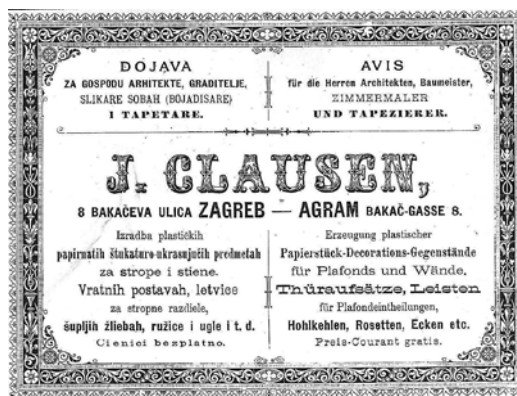 DOJAVA
ZA GOSPODU ARHITEKTE, GRADITELJE,
SLIKARE SOBAH (BOJADISARE)
I TAPETARE.
AVIS
für die Herren Architekten, Baumeister,
ZIMMERMALER
UND TAPEZIERER.
J. CLAUSEN,
8 BAKAČEVA ULICA ZAGREB — AGRAM BAKAČ-GASSE 8.
Izradba plastičkih
papirnatih štukaturo-ukrasnjućih predmetah
za strope i stiene.
Vratnih postavah, letvice
za stropne razdiele,
šupljih žliebah, ružice i ugle i t. d.
Cienici bezplatno.
Erzeugung plastischer
Papierstück-Decorations-Gegenstände
für Plafonds und Wände.
Thüraufsätze, Leisten
für Plafondeintheilungen,
Hohlkehlen, Rosetten, Ecken etc.
Preis-Courant gratis.